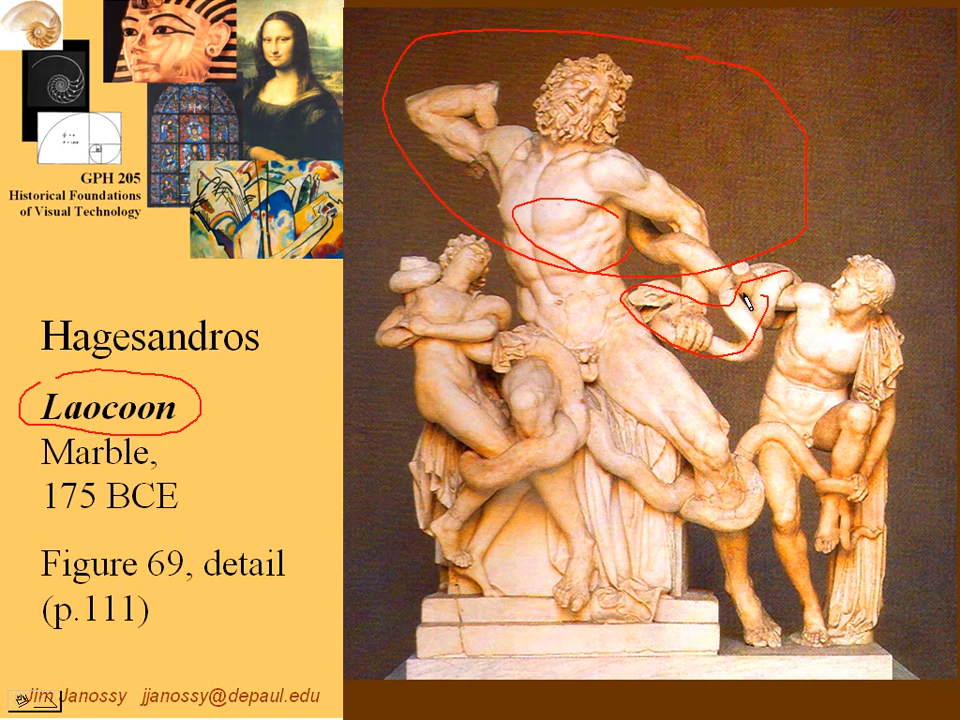 GPH 205
Historical Foundations
of Visual Technology
Hagesandros
Laocoon
Marble,
175 BCE
Figure 69, detail
(p.111)
Jim Janossy jjanossy@depaul.edu